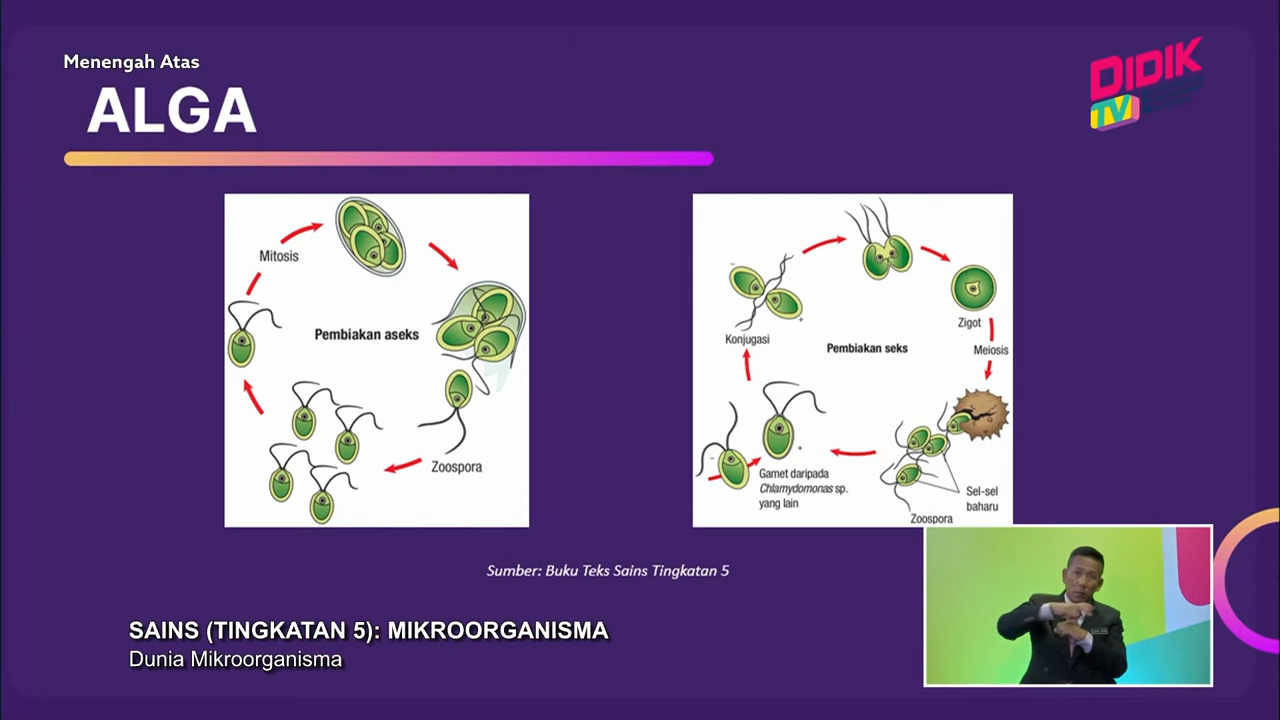 Menengah Atas
ALGA
DIDIK
TV
Mitosis
Pembiakan aseks
Zoospora
Konjugasi
-
+
Pembiakan seks
Zigot
Meiosis
-
+
Gamet daripada
Chlamydomonas sp.
yang lain
Sel-sel
baharu
Zoospora
Sumber: Buku Teks Sains Tingkatan 5
SAINS (TINGKATAN 5): MIKROORGANISMA
Dunia Mikroorganisma